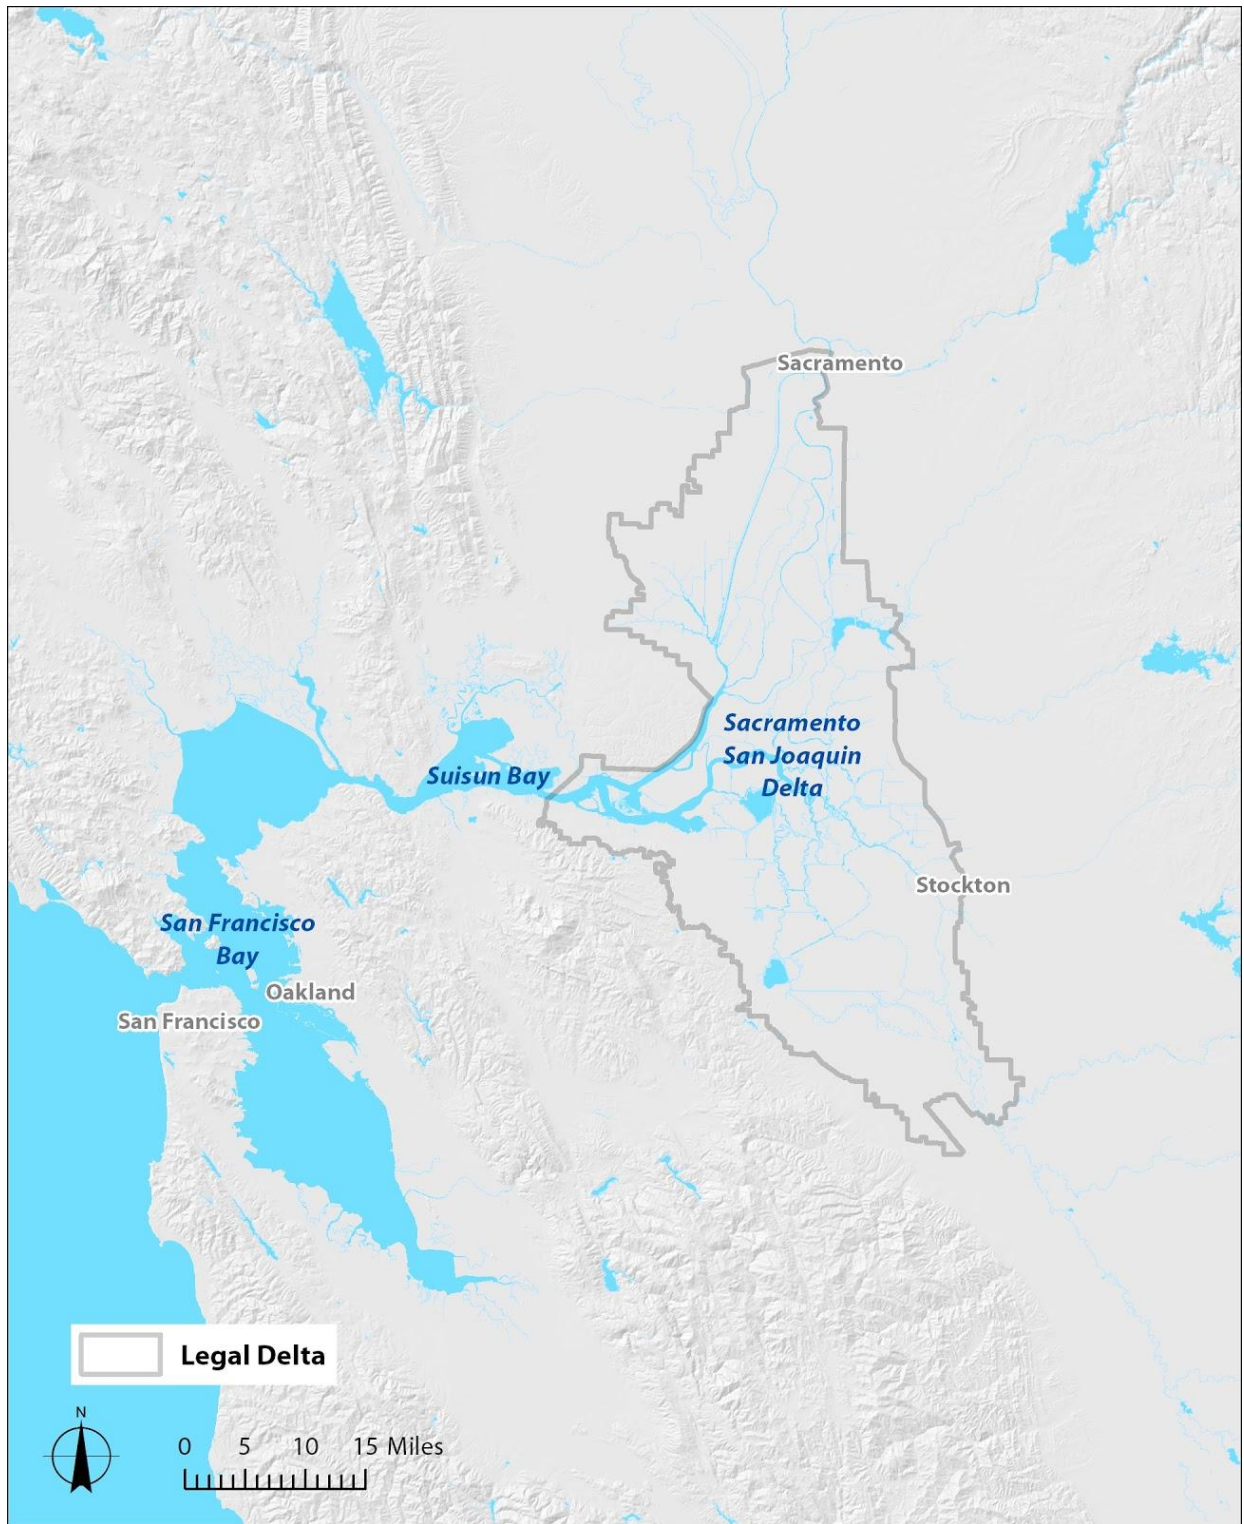 Sacramento
Sacramento
San Joaquin
Delta
Suisun Bay
Stockton
San Francisco
Bay
Oakland
San Francisco
Legal Delta
N
0 5 10 15 Miles